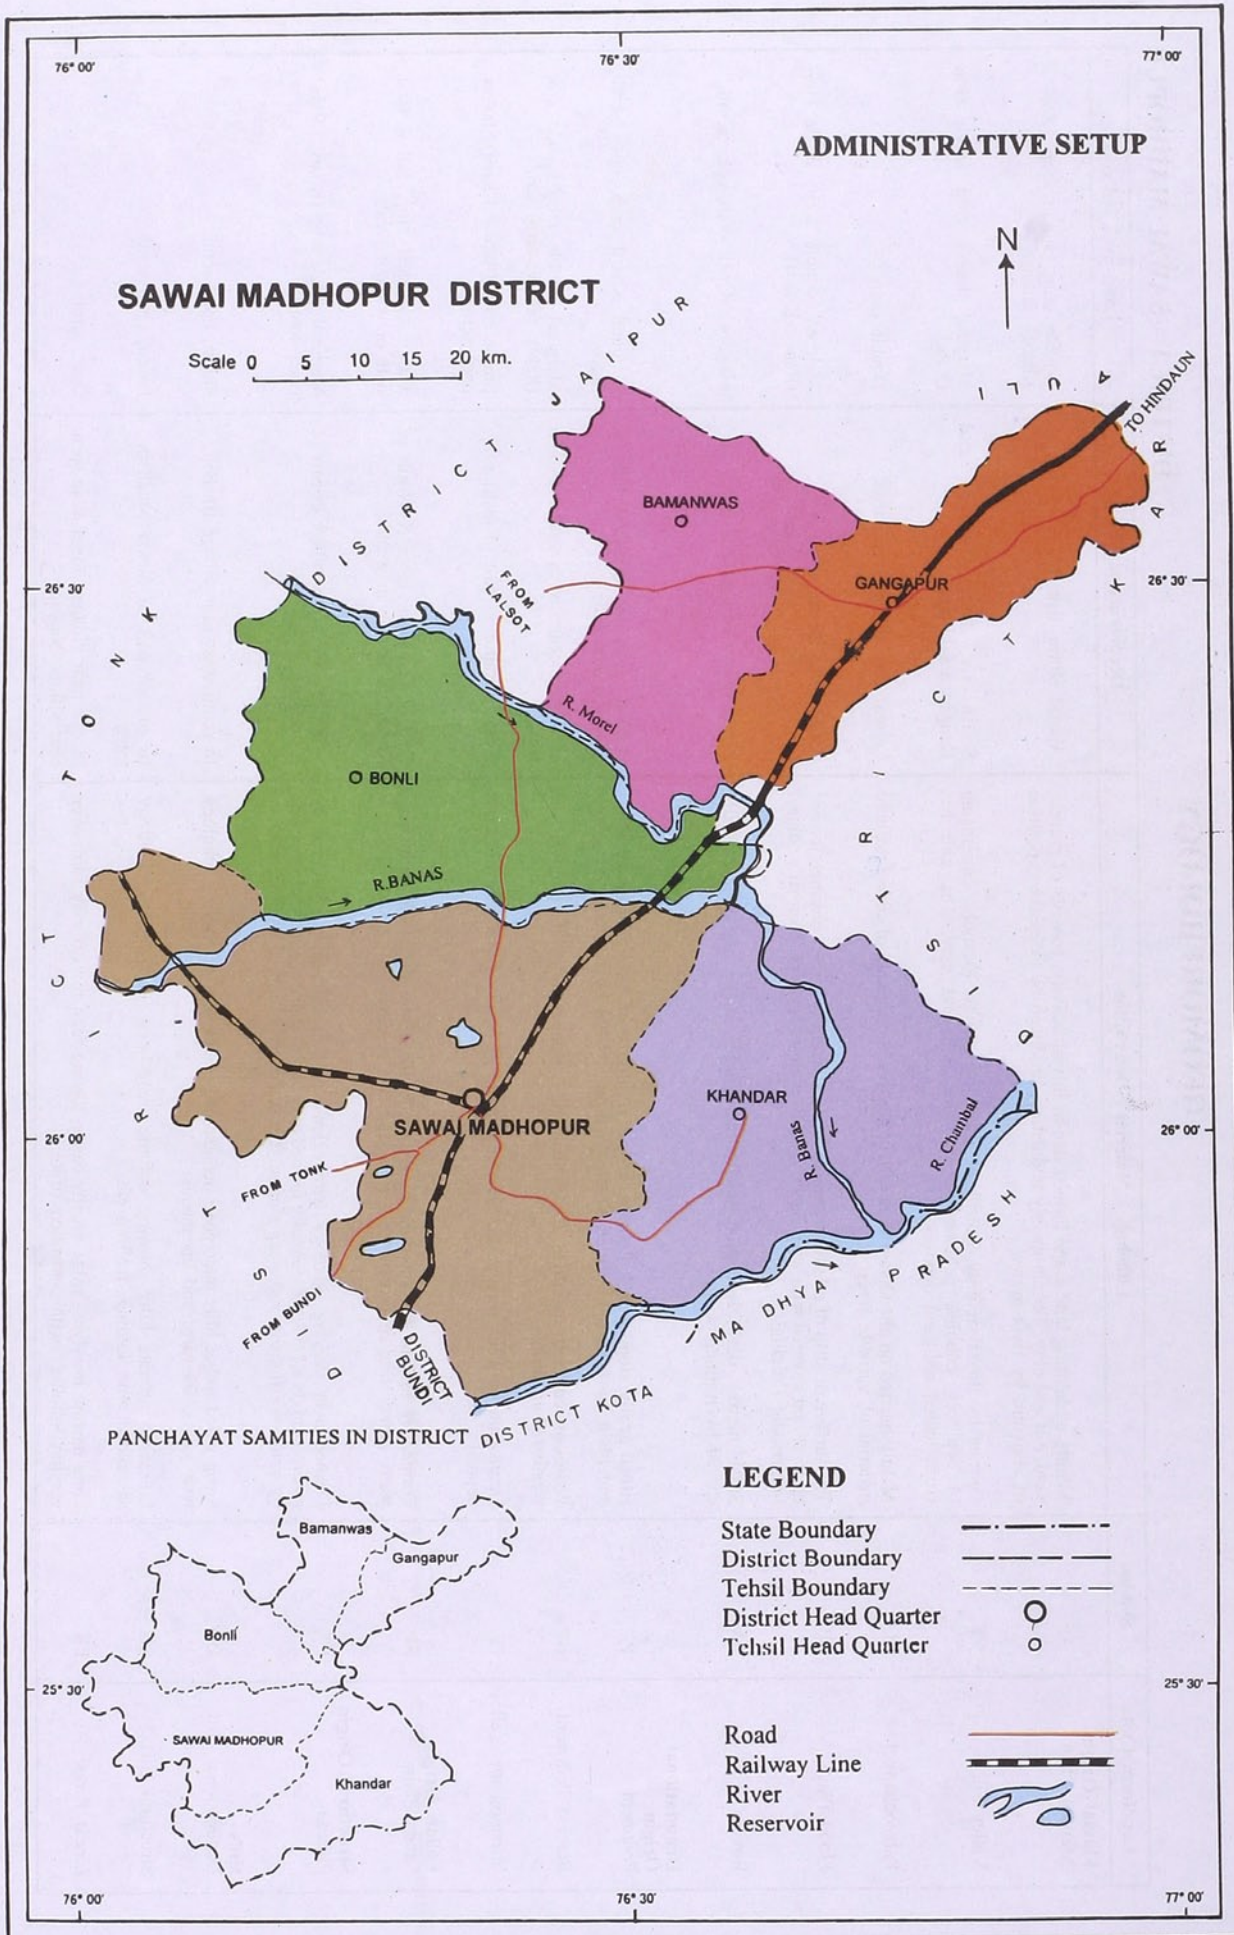 76° 00'
76° 30'
77° 00'
ADMINISTRATIVE SETUP
N
SAWAI MADHOPUR DISTRICT
Scale 0 5 10 15 20 km.
DISTRICT JAIPUR
DISTRICT KARAULI
TO HINDAUN
BAMANWAS
GANGAPUR
26° 30'
26° 30'
FROM
LALSOT
DISTRICT TONK
R. Morel
BONLI
R.BANAS
KHANDAR
SAWAI MADHOPUR
26° 00'
26° 00'
R. Banas
R. Chambal
FROM TONK
FROM BUNDI
MADHYA PRADESH
DISTRICT
BUNDI
DISTRICT KOTA
PANCHAYAT SAMITIES IN DISTRICT
Bamanwas
Gangapur
Bonli
SAWAI MADHOPUR
Khandar
LEGEND
State Boundary
District Boundary
Tehsil Boundary
District Head Quarter
Tehsil Head Quarter
Road
Railway Line
River
Reservoir
25° 30'
25° 30'
76° 00'
76° 30'
77° 00'